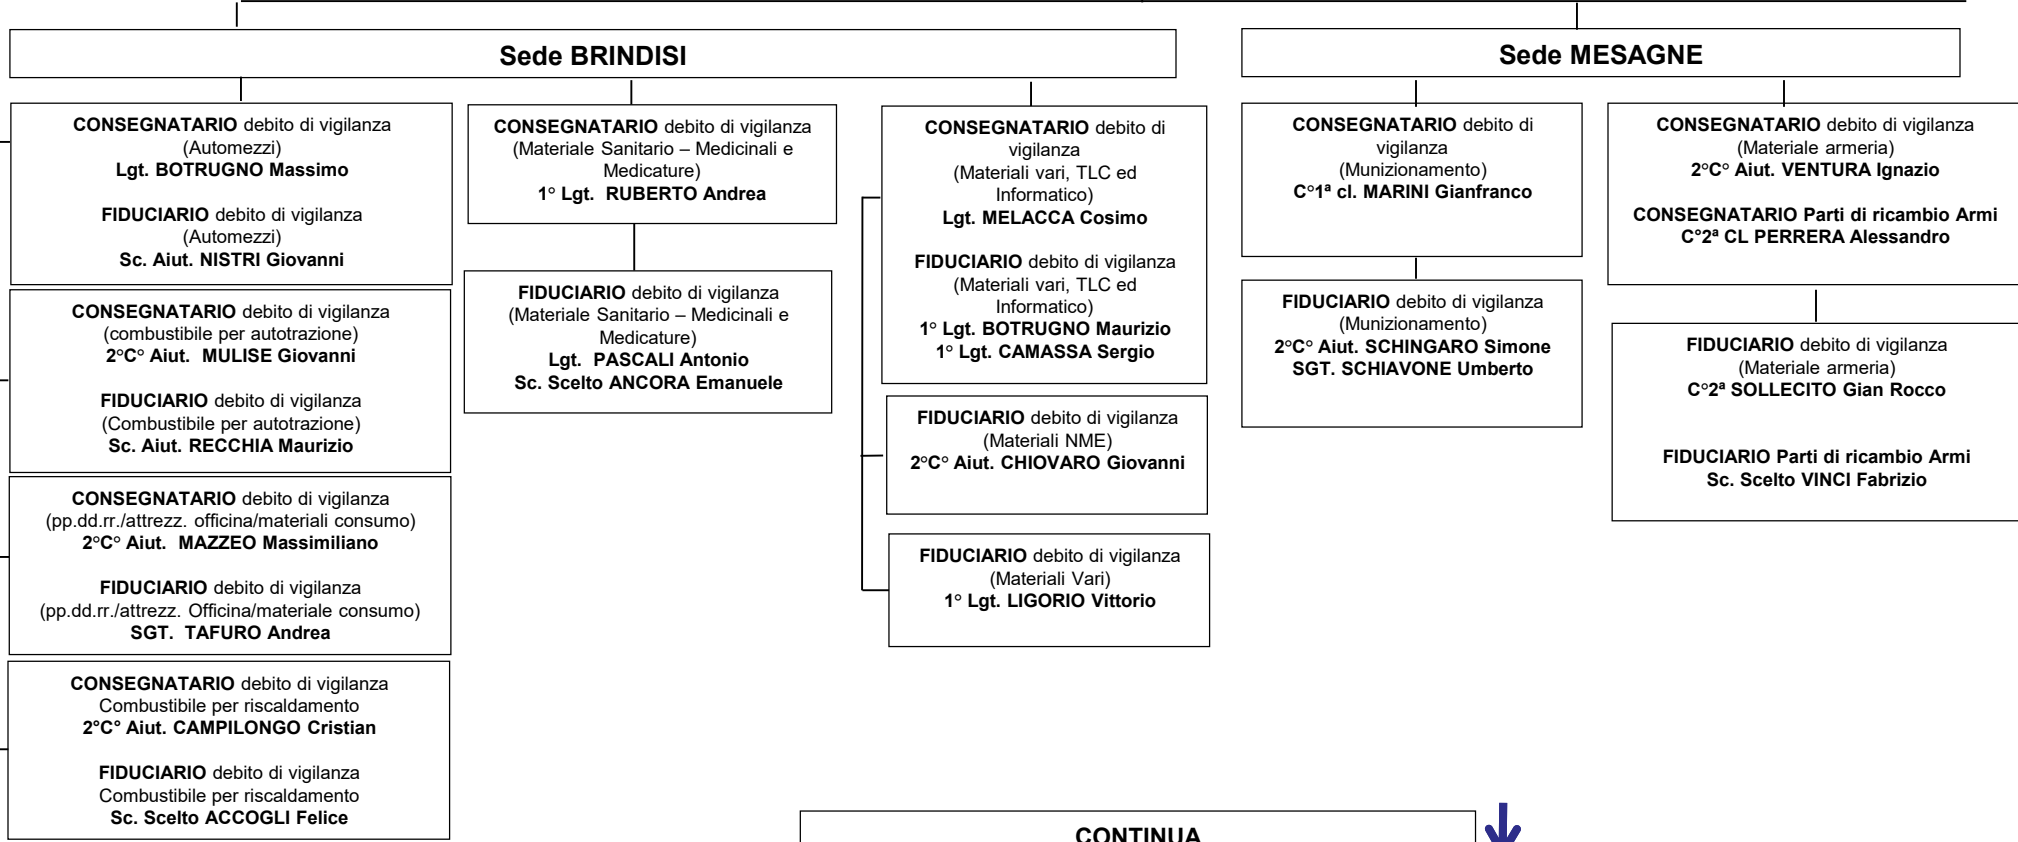 Sede BRINDISI
CONSEGNATARIO debito di vigilanza
(Automezzi)
Lgt. BOTRUGNO Massimo
FIDUCIARIO debito di vigilanza
(Automezzi)
Sc. Aiut. NISTRI Giovanni
CONSEGNATARIO debito di vigilanza
(combustibile per autotrazione)
2°C° Aiut. MULISE Giovanni
FIDUCIARIO debito di vigilanza
(Combustibile per autotrazione)
Sc. Aiut. RECCHIA Maurizio
CONSEGNATARIO debito di vigilanza
(pp.dd.rr./attrezz. officina/materiali consumo)
2°C° Aiut. MAZZEO Massimiliano
FIDUCIARIO debito di vigilanza
(pp.dd.rr./attrezz. Officina/materiale consumo)
SGT. TAFURO Andrea
CONSEGNATARIO debito di vigilanza
Combustibile per riscaldamento
2°C° Aiut. CAMPILONGO Cristian
FIDUCIARIO debito di vigilanza
Combustibile per riscaldamento
Sc. Scelto ACCOGLI Felice
CONSEGNATARIO debito di vigilanza
(Materiale Sanitario – Medicinali e
Medicature)
1° Lgt. RUBERTO Andrea
FIDUCIARIO debito di vigilanza
(Materiale Sanitario – Medicinali e
Medicature)
Lgt. PASCALI Antonio
Sc. Scelto ANCORA Emanuele
CONSEGNATARIO debito di
vigilanza
(Materiali vari, TLC ed
Informatico)
Lgt. MELACCA Cosimo
FIDUCIARIO debito di vigilanza
(Materiali vari, TLC ed
Informatico)
1° Lgt. BOTRUGNO Maurizio
1° Lgt. CAMASSA Sergio
FIDUCIARIO debito di vigilanza
(Materiali NME)
2°C° Aiut. CHIOVARO Giovanni
FIDUCIARIO debito di vigilanza
(Materiali Vari)
1° Lgt. LIGORIO Vittorio
Sede MESAGNE
CONSEGNATARIO debito di
vigilanza
(Munizionamento)
C°1ª cl. MARINI Gianfranco
FIDUCIARIO debito di vigilanza
(Munizionamento)
2°C° Aiut. SCHINGARO Simone
SGT. SCHIAVONE Umberto
CONSEGNATARIO debito di vigilanza
(Materiale armeria)
2°C° Aiut. VENTURA Ignazio
CONSEGNATARIO Parti di ricambio Armi
C°2ª CL PERRERA Alessandro
FIDUCIARIO debito di vigilanza
(Materiale armeria)
C°2ª SOLLECITO Gian Rocco
FIDUCIARIO Parti di ricambio Armi
Sc. Scelto VINCI Fabrizio
CONTINUA